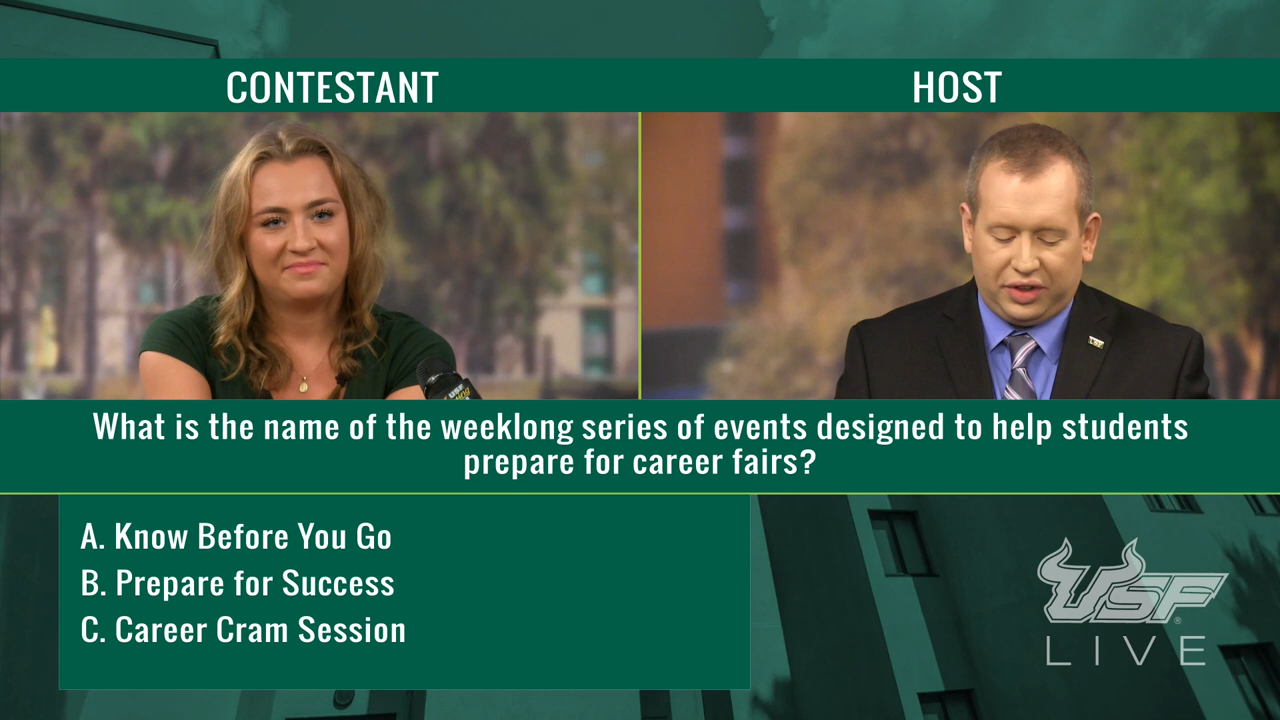 CONTESTANT
HOST
USF
What is the name of the weeklong series of events designed to help students
prepare for career fairs?
A. Know Before You Go
B. Prepare for Success
C. Career Cram Session
USF
LIVE